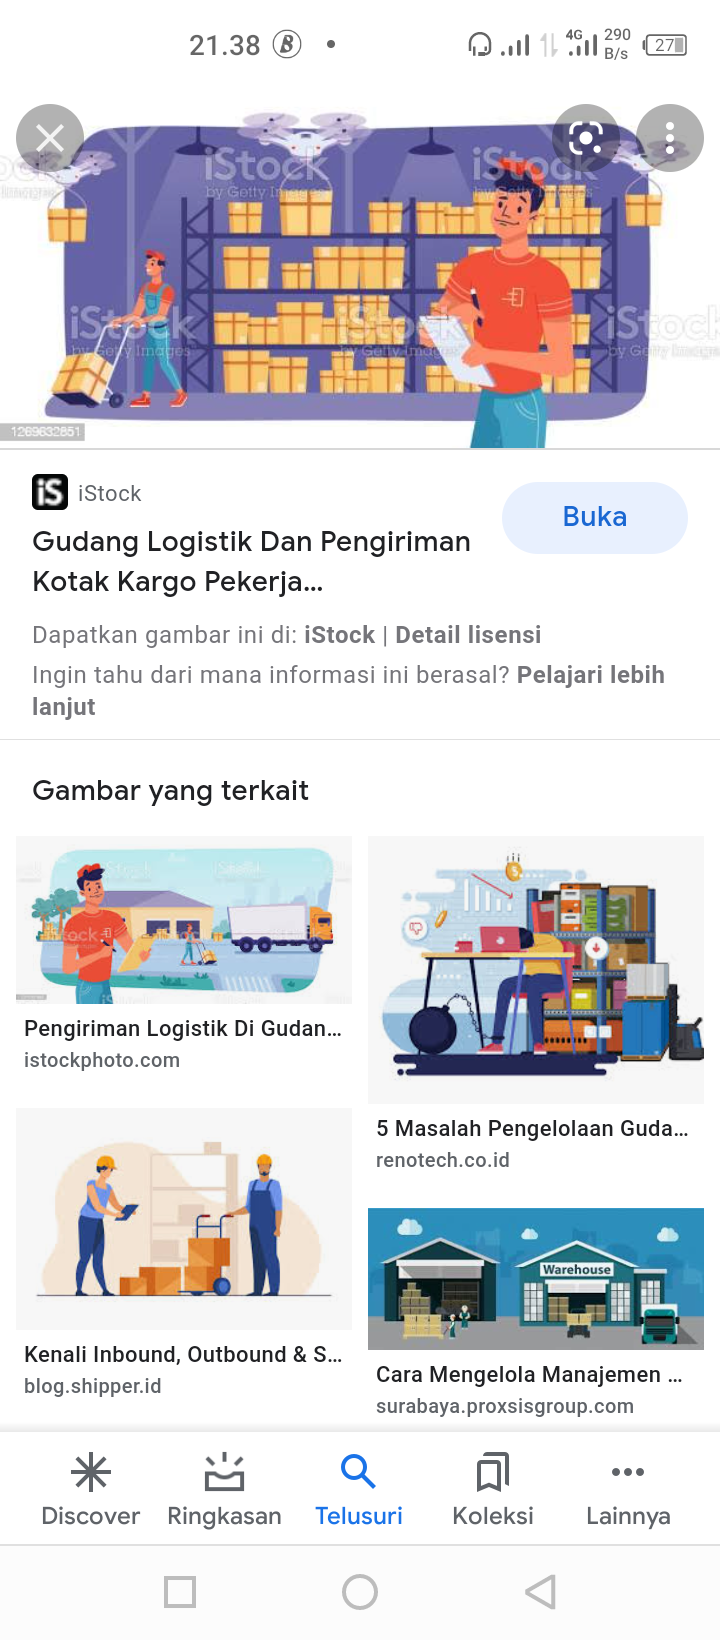 21.38
4G
290
B/s
27
iStock
by Getty Images
iStock
by Getty Images
iStock
by Getty Images
iStock
by Getty Images
iStock
by Getty Images
1269632851
iS iStock
Gudang Logistik Dan Pengiriman
Kotak Kargo Pekerja...
Buka
Dapatkan gambar ini di: iStock | Detail lisensi
Ingin tahu dari mana informasi ini berasal? Pelajari lebih
lanjut
Gambar yang terkait
Pengiriman Logistik Di Gudan...
istockphoto.com
5 Masalah Pengelolaan Guda...
renotech.co.id
Kenali Inbound, Outbound & S...
blog.shipper.id
Warehouse
Cara Mengelola Manajemen ...
surabaya.proxsisgroup.com
Discover
Ringkasan
Telusuri
Koleksi
Lainnya